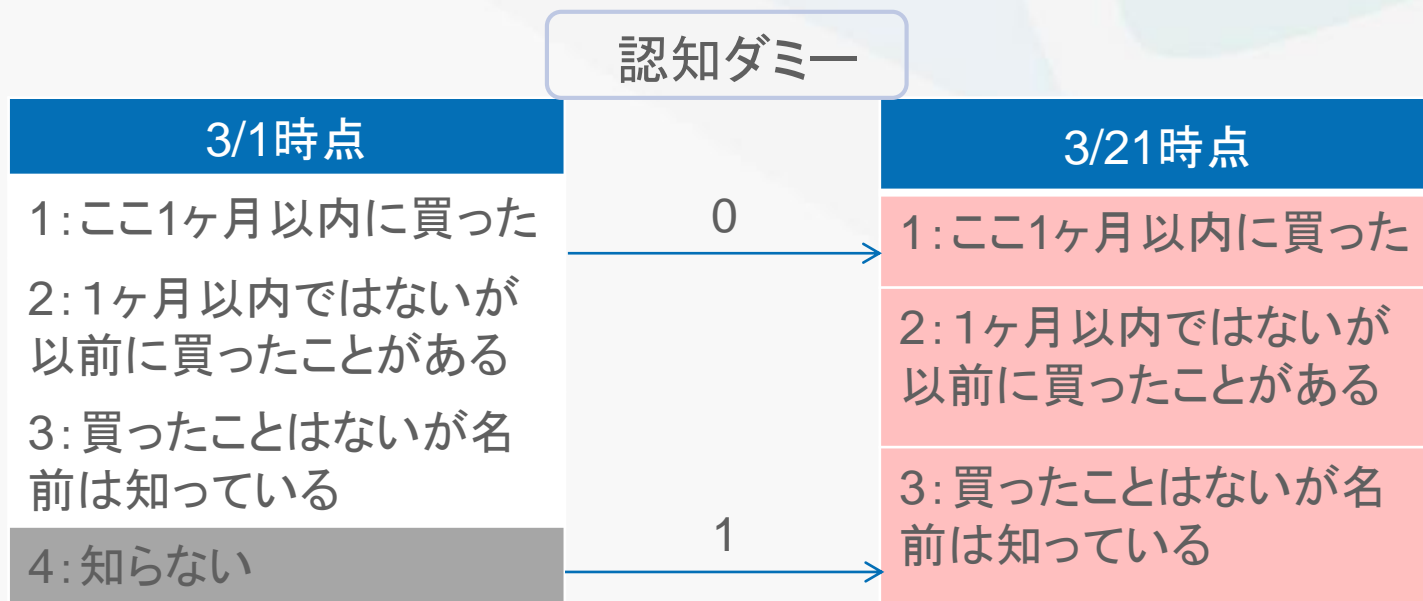 認知ダミー
3/1時点
1:ここ1ヶ月以内に買った
2:1ヶ月以内ではないが
以前に買ったことがある
3:買ったことはないが名
前は知っている
4:知らない
0
1
3/21時点
1:ここ1ヶ月以内に買った
2:1ヶ月以内ではないが
以前に買ったことがある
3:買ったことはないが名
前は知っている